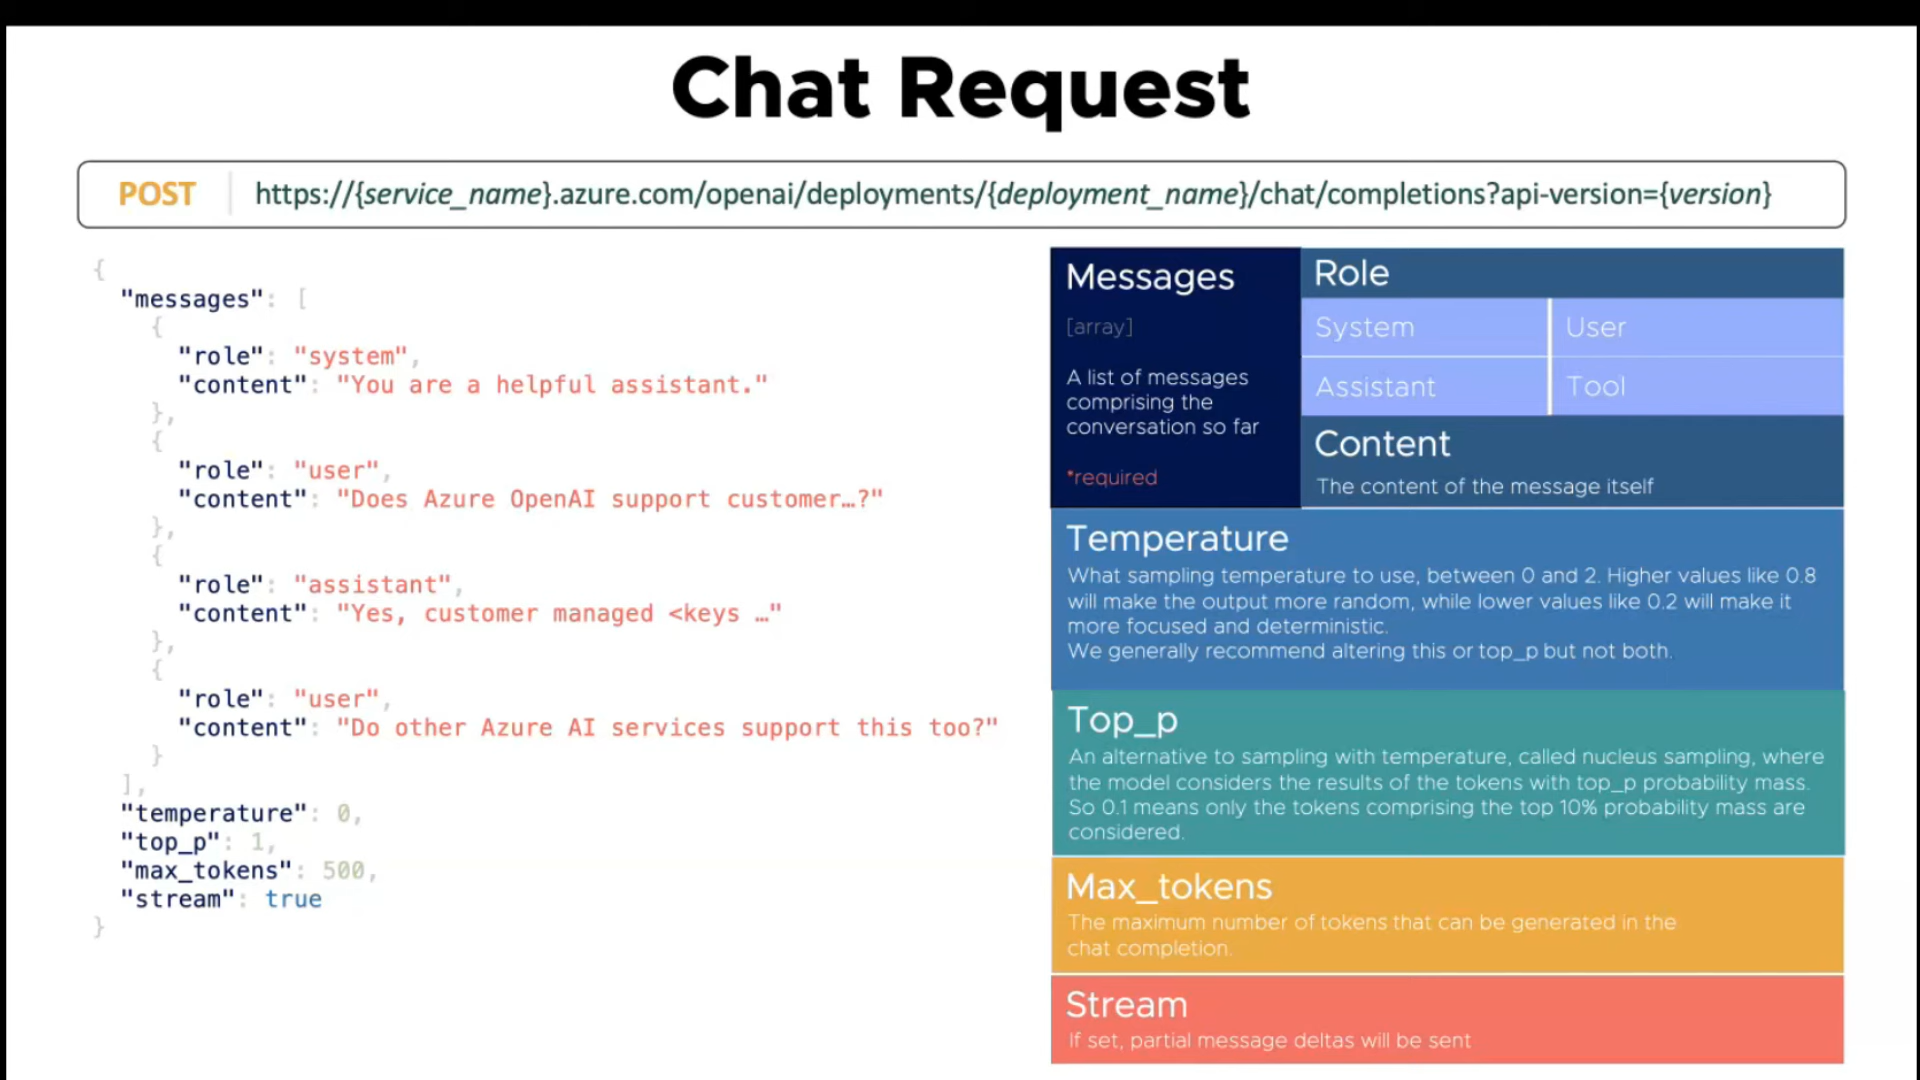 Chat Request
POST https://{service_name}.azure.com/openai/deployments/{deployment_name}/chat/completions?api-version={version}
{
"messages": [
{
"role": "system",
"content": "You are a helpful assistant."
},
{
"role": "user",
"content": "Does Azure OpenAI support customer…?"
},
{
"role": "assistant",
"content": "Yes, customer managed <keys …"
},
{
"role": "user",
"content": "Do other Azure AI services support this too?"
}
],
"temperature": 0,
"top_p": 1,
"max_tokens": 500,
"stream": true
}
Messages
[array]
A list of messages
comprising the
conversation so far
*required
Role
System
User
Assistant
Tool
Content
The content of the message itself
Temperature
What sampling temperature to use, between 0 and 2. Higher values like 0.8
will make the output more random, while lower values like 0.2 will make it
more focused and deterministic.
We generally recommend altering this or top_p but not both.
Top_p
An alternative to sampling with temperature, called nucleus sampling, where
the model considers the results of the tokens with top_p probability mass.
So 0.1 means only the tokens comprising the top 10% probability mass are
considered.
Max_tokens
The maximum number of tokens that can be generated in the
chat completion.
Stream
If set, partial message deltas will be sent